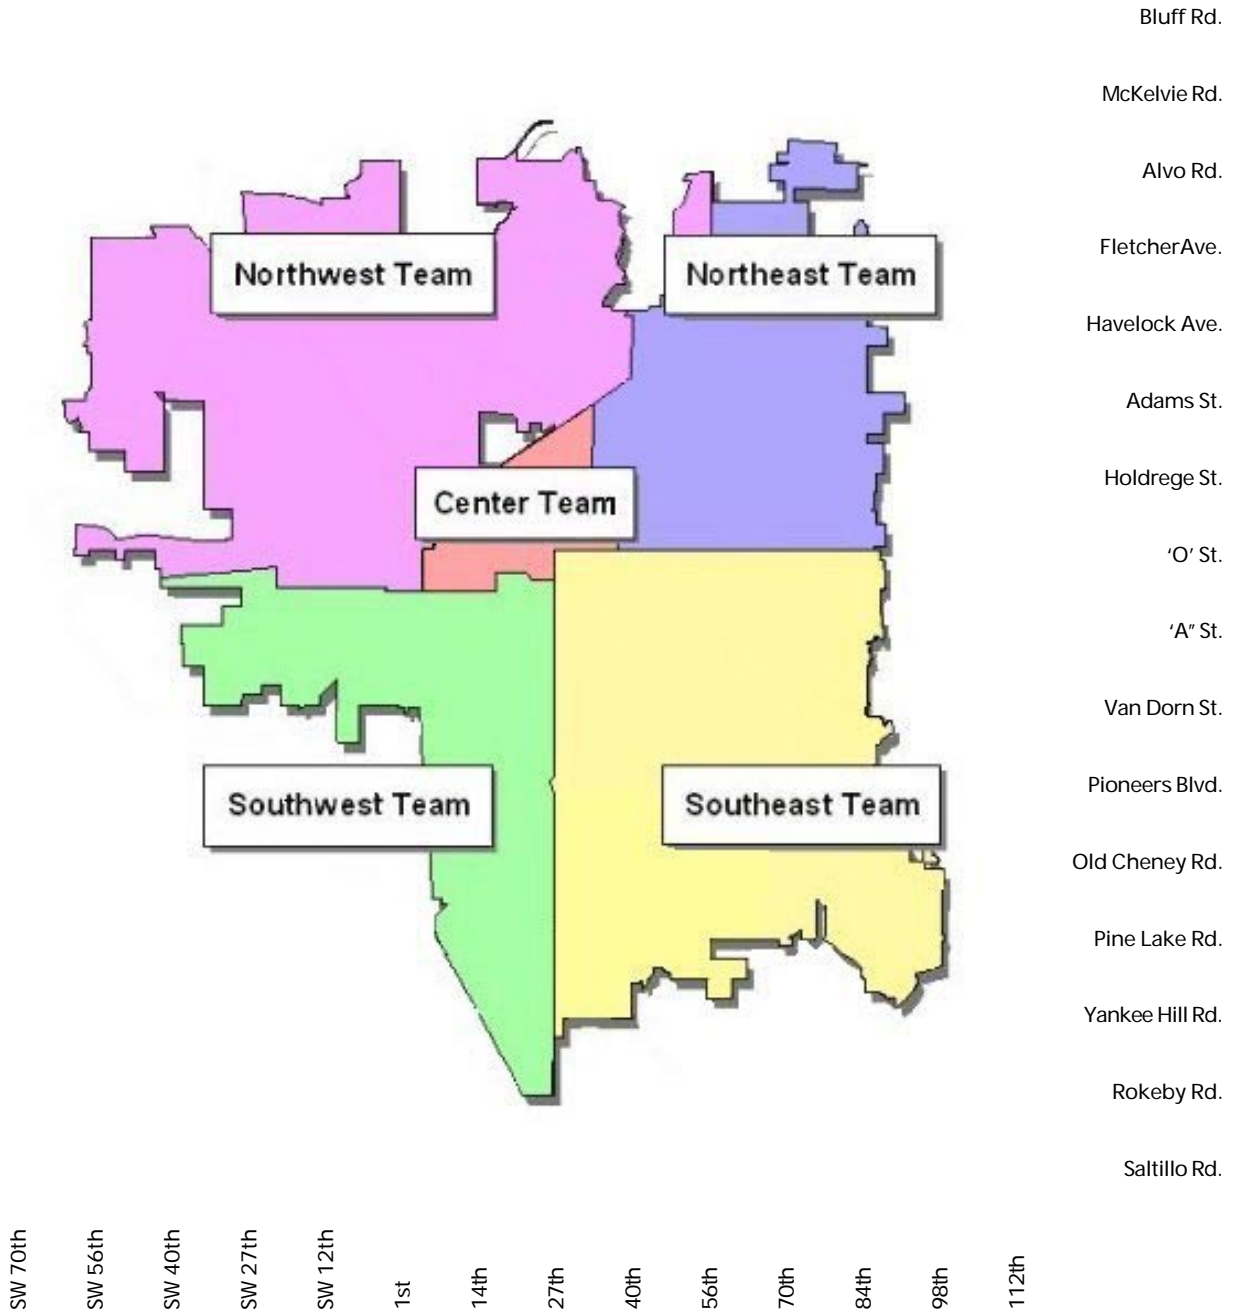 Bluff Rd.
McKelvie Rd.
Alvo Rd.
FletcherAve.
Havelock Ave.
Adams St.
Holdrege St.
‘O’ St.
‘A” St.
Van Dorn St.
Pioneers Blvd.
Old Cheney Rd.
Pine Lake Rd.
Yankee Hill Rd.
Rokeby Rd.
Saltillo Rd.
Northwest Team
Northeast Team
Center Team
Southwest Team
Southeast Team
SW 70th
SW 56th
SW 40th
SW 27th
SW 12th
1st
14th
27th
40th
56th
70th
84th
98th
112th